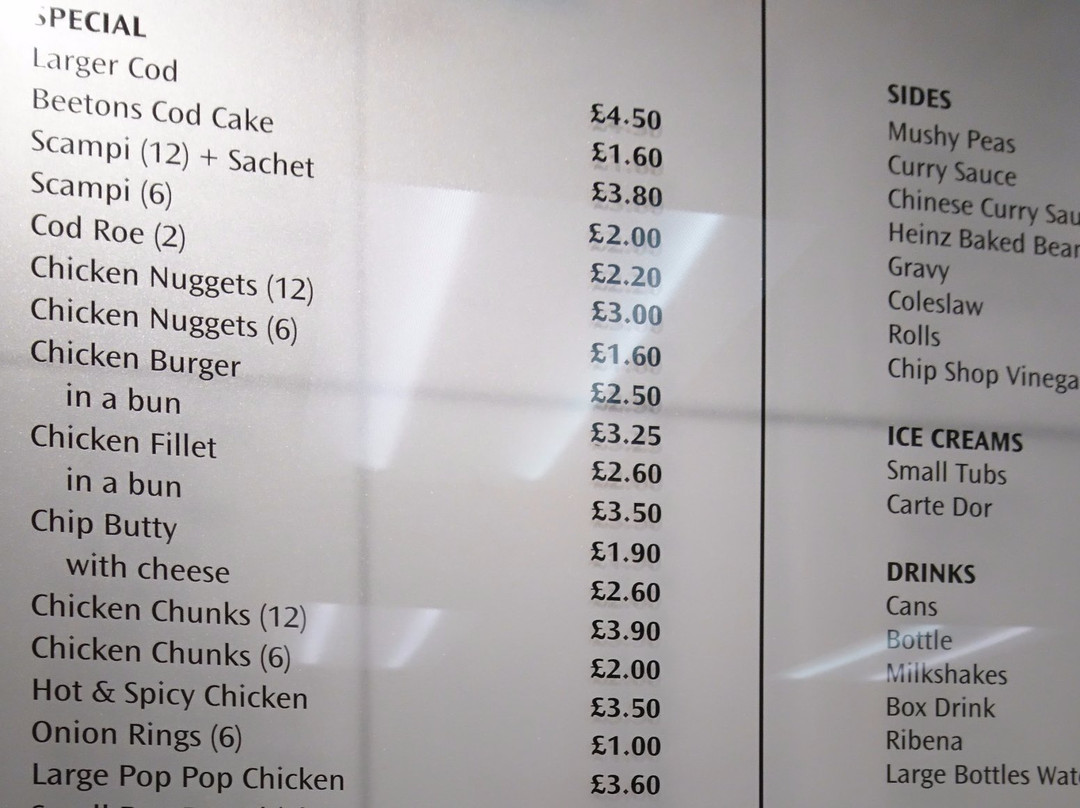 SPECIAL
Larger Cod £4.50
Beetons Cod Cake £1.60
Scampi (12) + Sachet £3.80
Scampi (6) £2.00
Cod Roe (2) £2.20
Chicken Nuggets (12) £3.00
Chicken Nuggets (6) £1.60
Chicken Burger £2.50
in a bun £3.25
Chicken Fillet £2.60
in a bun £3.50
Chip Butty £1.90
with cheese £2.60
Chicken Chunks (12) £3.90
Chicken Chunks (6) £2.00
Hot & Spicy Chicken £3.50
Onion Rings (6) £1.00
Large Pop Pop Chicken £3.60
SIDES
Mushy Peas
Curry Sauce
Chinese Curry Sau
Heinz Baked Bean
Gravy
Coleslaw
Rolls
Chip Shop Vinega
ICE CREAMS
Small Tubs
Carte Dor
DRINKS
Cans
Bottle
Milkshakes
Box Drink
Ribena
Large Bottles Wat